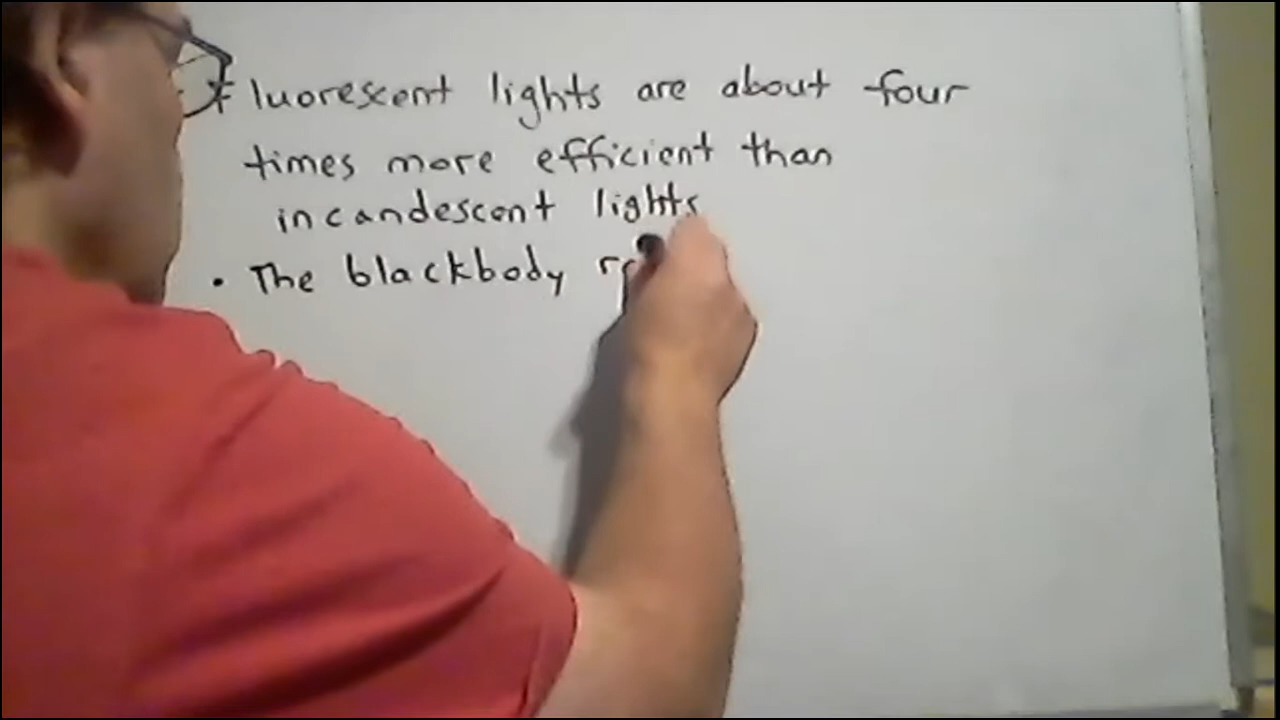 Fluorescent lights are about four
times more efficient than
incandescent lights
• The blackbody